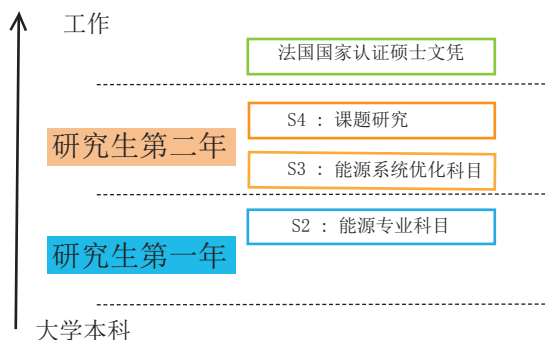 工作
法国国家认证硕士文凭
S4 : 课题研究
研究生第二年
S3 : 能源系统优化科目
S2 : 能源专业科目
研究生第一年
大学本科